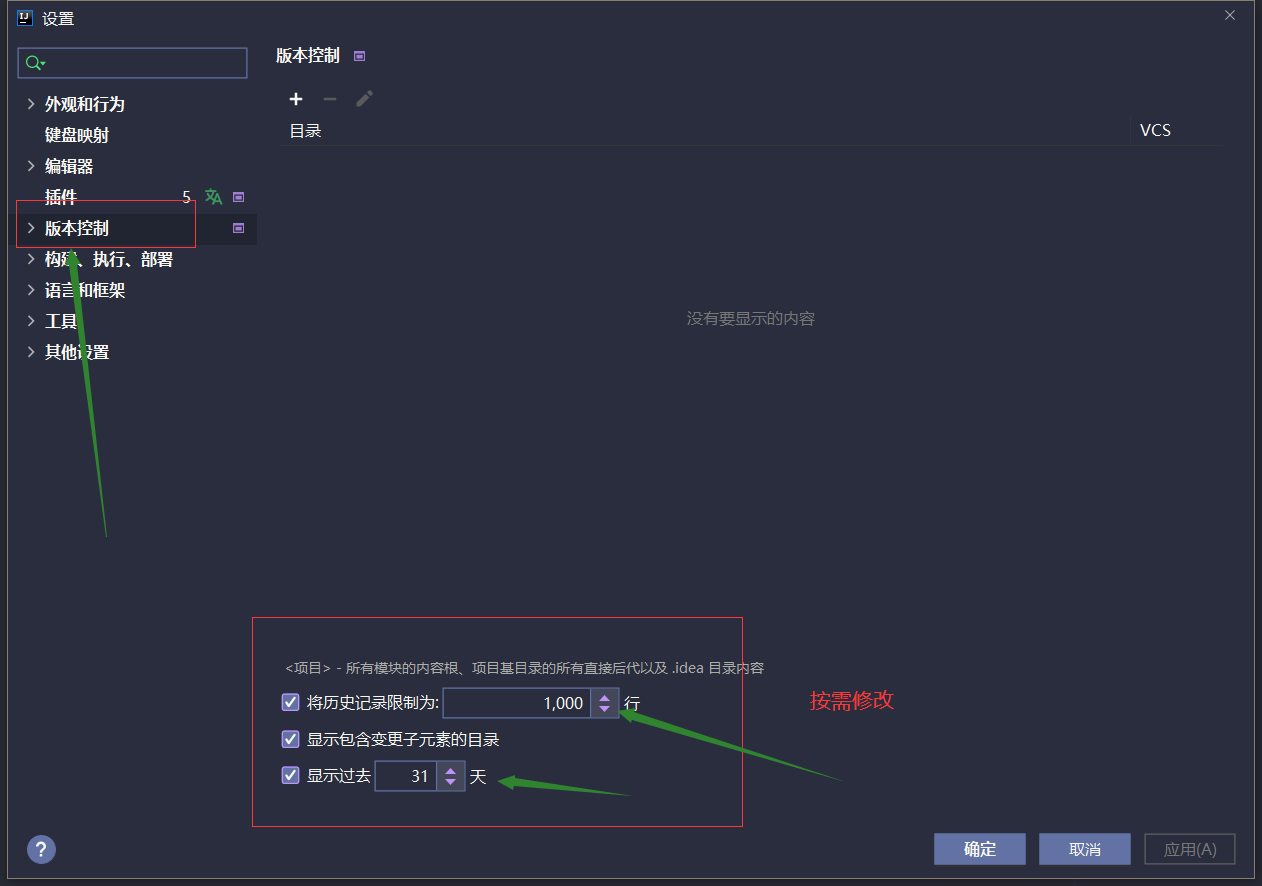 设置
版本控制
目录
VCS
外观和行为
键盘映射
编辑器
插件 5
版本控制
构建、执行、部署
语言和框架
工具
其他设置
没有要显示的内容
<项目> - 所有模块的内容根、项目基目录的所有直接后代以及 .idea 目录内容
将历史记录限制为: 1,000 行
按需修改
显示包含变更子元素的目录
显示过去 31 天
?
确定
取消
应用(A)